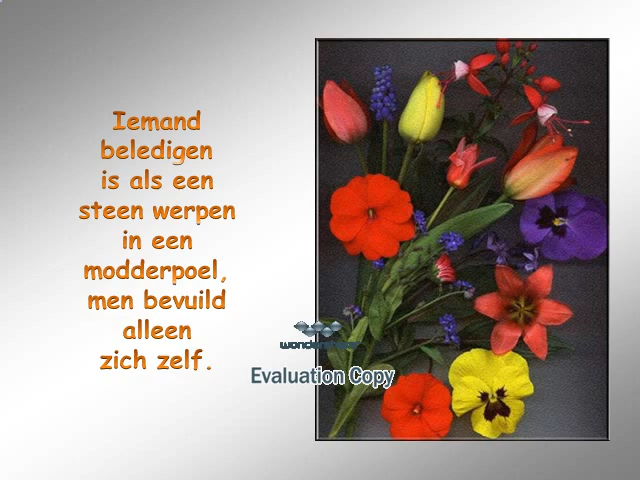 Iemand
beledigen
is als een
steen werpen
in een
modderpoel,
men bevuild
alleen
zich zelf.
Evaluation Copy